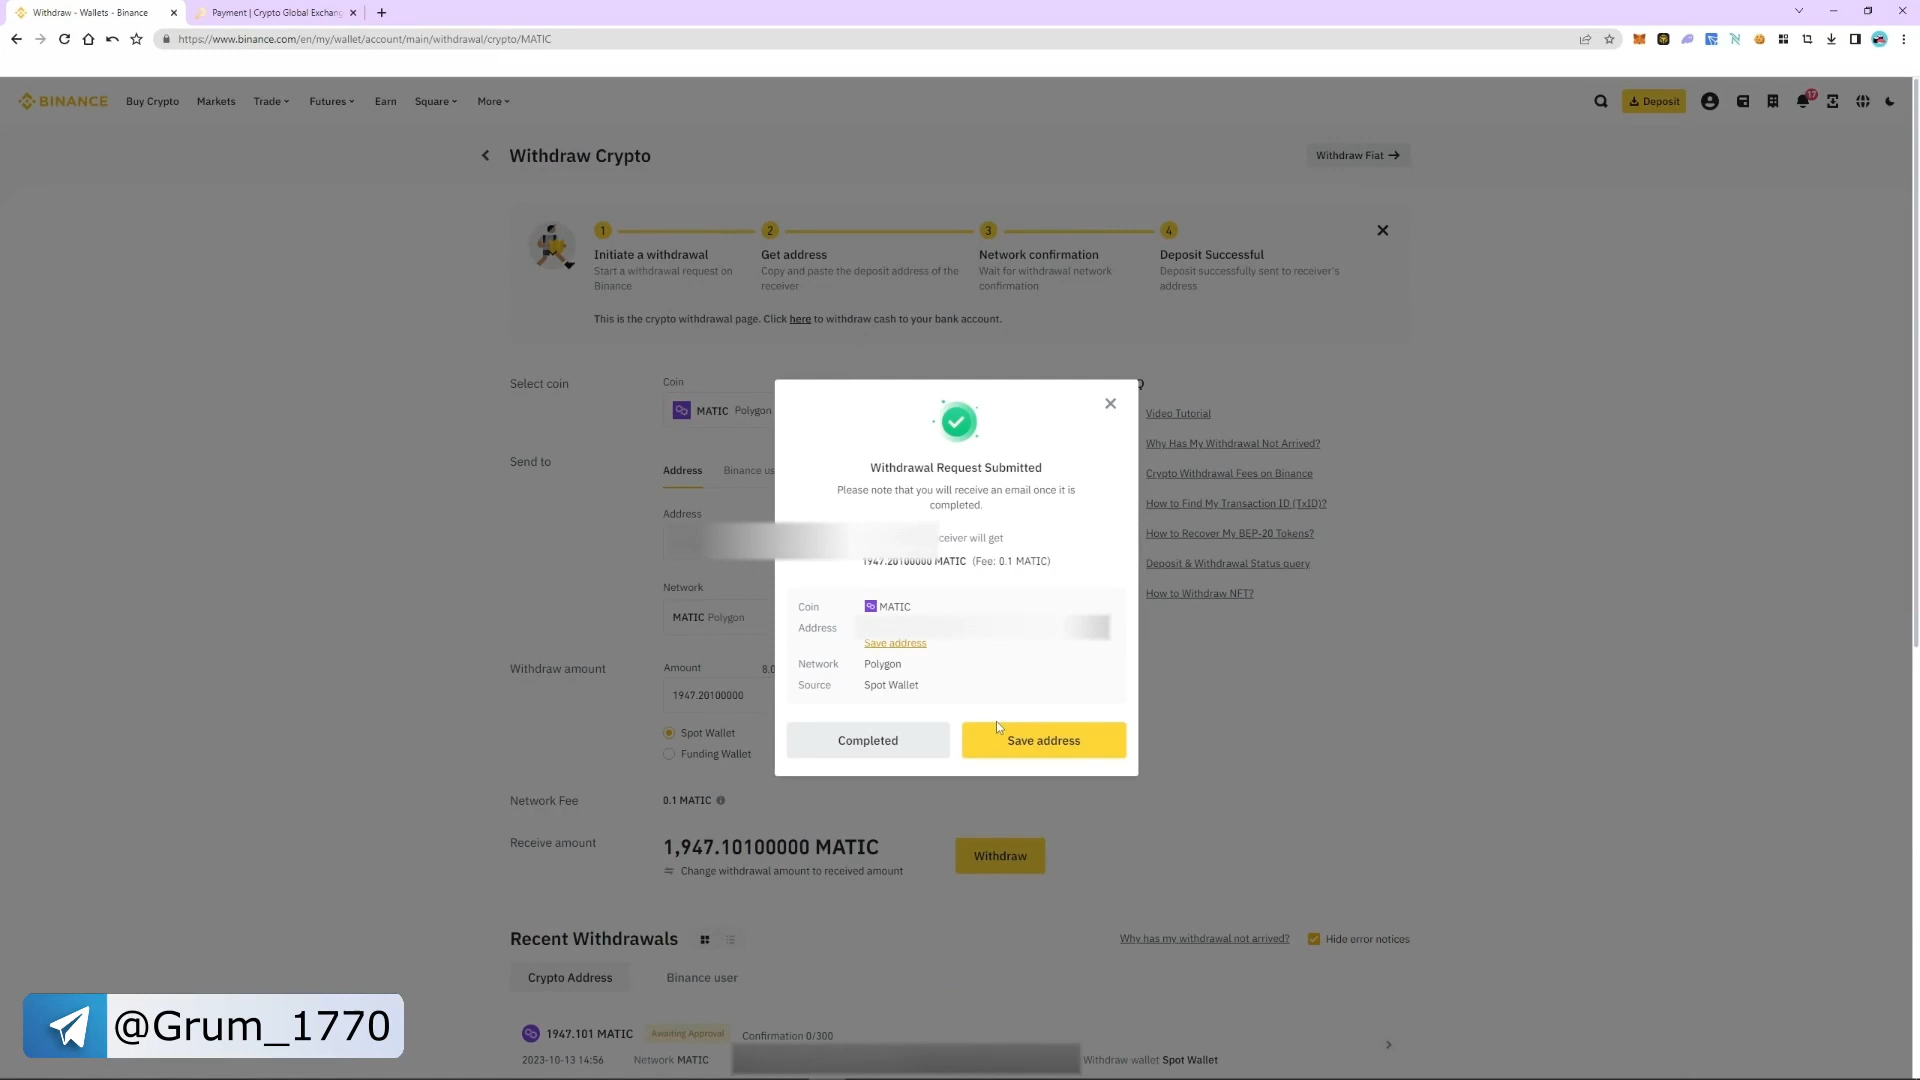 Withdraw - Wallets - Binance
Payment | Crypto Global Exchang
https://www.binance.com/en/my/wallet/account/main/withdrawal/crypto/MATIC
BINANCE
Buy Crypto
Markets
Trade
Futures
Earn
Square
More
Deposit
17
Withdraw Crypto
Withdraw Fiat →
1
2
3
4
Initiate a withdrawal
Start a withdrawal request on
Binance
Get address
Copy and paste the deposit address of the
receiver
Network confirmation
Wait for withdrawal network
confirmation
Deposit Successful
Deposit successfully sent to receiver's
address
This is the crypto withdrawal page. Click here to withdraw cash to your bank account.
Select coin
Coin
MATIC Polygon
Send to
Address
Binance us
Address
Network
MATIC Polygon
Withdraw amount
Amount
8.0
1947.20100000
Spot Wallet
Funding Wallet
Network Fee
0.1 MATIC
Receive amount
1,947.10100000 MATIC
Change withdrawal amount to received amount
Withdraw
Withdrawal Request Submitted
Please note that you will receive an email once it is
completed.
ceiver will get
1947.20100000 MATIC (Fee: 0.1 MATIC)
Coin
MATIC
Address
Save address
Network
Polygon
Source
Spot Wallet
Completed
Save address
Q
Video Tutorial
Why Has My Withdrawal Not Arrived?
Crypto Withdrawal Fees on Binance
How to Find My Transaction ID (TxID)?
How to Recover My BEP-20 Tokens?
Deposit & Withdrawal Status query
How to Withdraw NFT?
Recent Withdrawals
Why has my withdrawal not arrived?
Hide error notices
Crypto Address
Binance user
1947.101 MATIC
Awaiting Approval
Confirmation 0/300
2023-10-13 14:56
Network MATIC
Withdraw wallet Spot Wallet
@Grum_1770